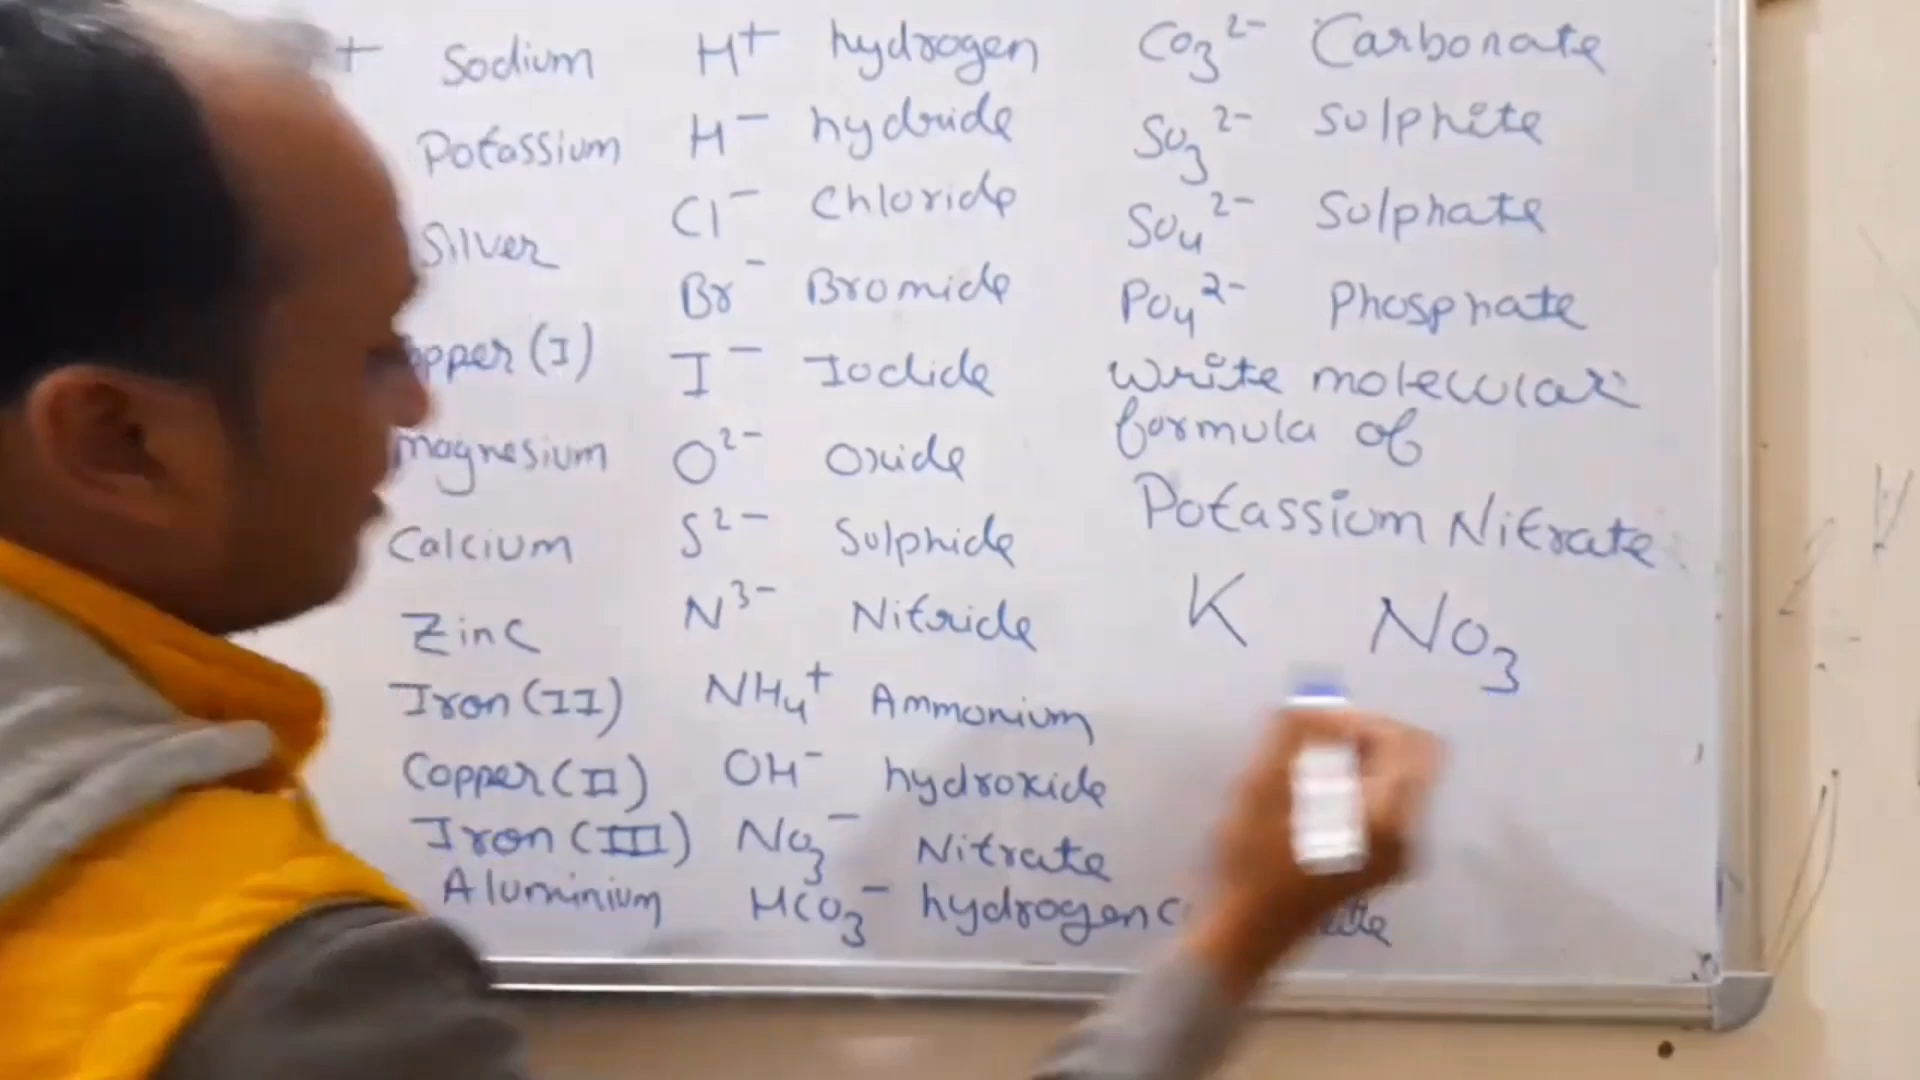 + Sodium H+ hydrogen CO3 2- Carbonate
Potassium H- hydride SO3 2- Sulphite
Silver Cl- Chloride SO4 2- Sulphate
opper (I) Br- Bromide PO4 2- Phosphate
I- Iodide Write molecular
formula of
Magnesium O2- Oxide
Potassium Nitrate
Calcium S2- Sulphide
K NO3
Zinc N3- Nitride
Iron (II) NH4+ Ammonium
Copper (II) OH- hydroxide
Iron (III) NO3- Nitrate
Aluminium HCO3- hydrogen